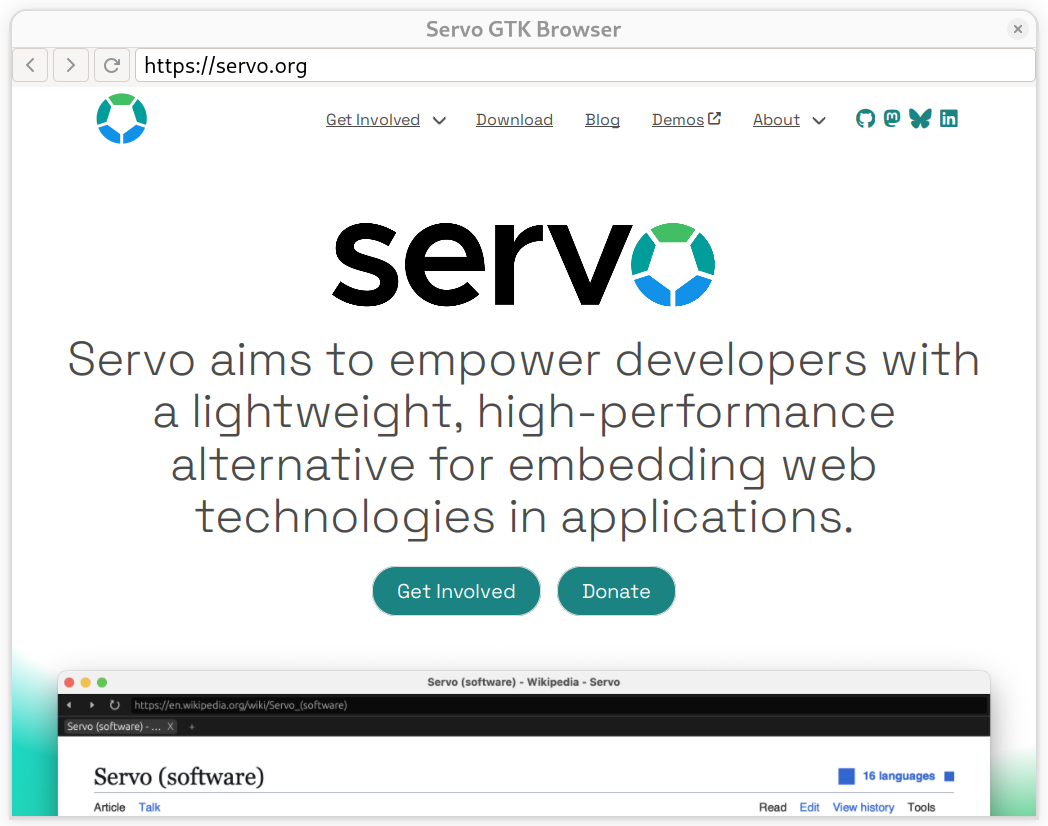 Servo GTK Browser
https://servo.org
Get Involved Download Blog Demos About
servo
Servo aims to empower developers with
a lightweight, high-performance
alternative for embedding web
technologies in applications.
Get Involved Donate
Servo (software) - Wikipedia - Servo
https://en.wikipedia.org/wiki/Servo_(software)
Servo (software) - ... X +
Servo (software) 16 languages
Article Talk Read Edit View history Tools